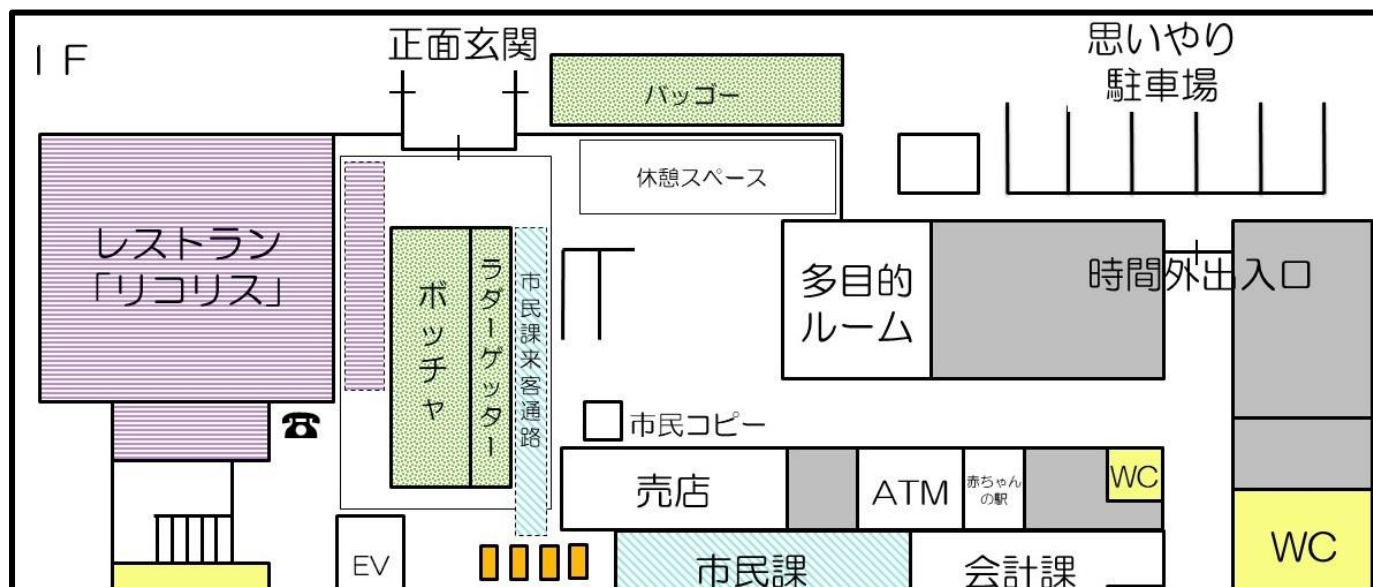 1F
正面玄関
バッゴー
思いやり
駐車場
休憩スペース
レストラン
「リコリス」
ボッチャ
ラダーゲッター
市民課来客通路
多目的
ルーム
時間外出入口
市民コピー
売店
ATM
赤ちゃん
の駅
WC
EV
市民課
会計課
WC